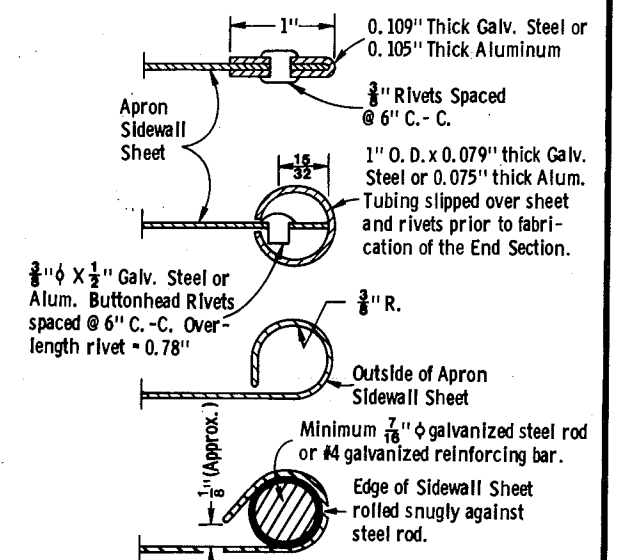 1"
0.109" Thick Galv. Steel or
0.105" Thick Aluminum
3/8" Rivets Spaced
@ 6" C.- C.
Apron
Sidewall
Sheet
15/32
1" O. D. x 0.079" thick Galv.
Steel or 0.075" thick Alum.
Tubing slipped over sheet
and rivets prior to fabri-
cation of the End Section.
3/8" ϕ X 1/2" Galv. Steel or
Alum. Buttonhead Rivets
spaced @ 6" C. -C. Over-
length rivet = 0.78"
3/8" R.
Outside of Apron
Sidewall Sheet
1/8" (Approx.)
Minimum 7/16" ϕ galvanized steel rod
or #4 galvanized reinforcing bar.
Edge of Sidewall Sheet
rolled snugly against
steel rod.